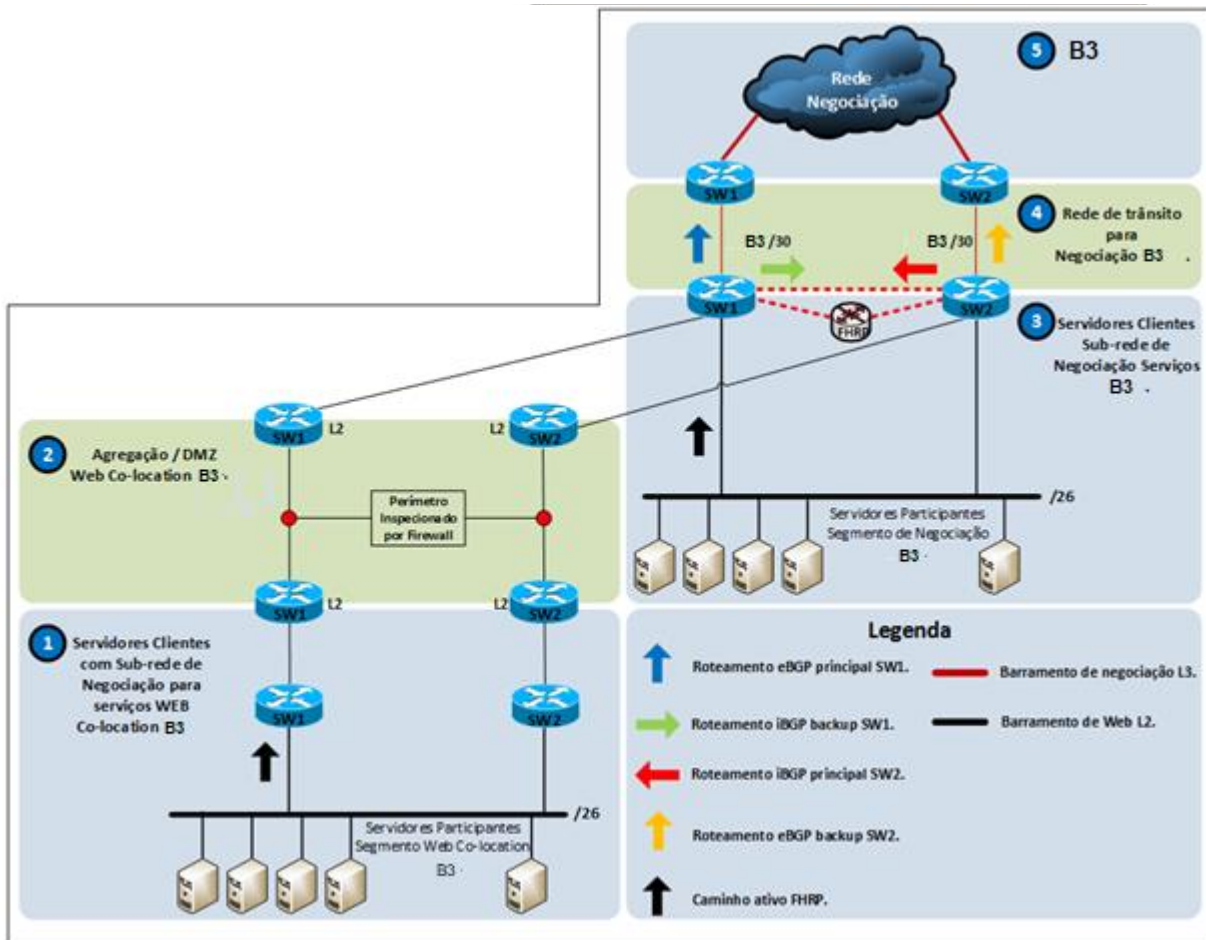 5
B3
Rede
Negociação
SW1
SW2
4
Rede de trânsito
para
Negociação B3 .
B3 /30
B3 /30
SW1
SW2
FHRP
3
Servidores Clientes
Sub-rede de
Negociação Serviços
B3 .
/26
Servidores Participantes
Segmento de Negociação
B3 .
2
Agregação / DMZ
Web Co-location B3 .
SW1
L2
L2
SW2
Perímetro
Inspecionado
por Firewall
SW1
L2
L2
SW2
1
Servidores Clientes
com Sub-rede de
Negociação para
serviços WEB
Co-location B3
SW1
SW2
/26
Servidores Participantes
Segmento Web Co-location
B3 .
Legenda
Roteamento eBGP principal SW1.
Barramento de negociação L3.
Roteamento iBGP backup SW1.
Barramento de Web L2.
Roteamento iBGP principal SW2.
Roteamento eBGP backup SW2.
Caminho ativo FHRP.